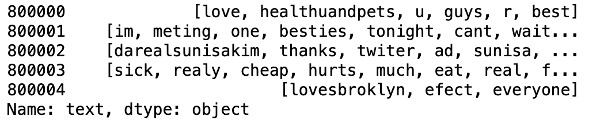 800000 [love, healthuandpets, u, guys, r, best]
800001 [im, meting, one, besties, tonight, cant, wait...
800002 [darealsunisakim, thanks, twiter, ad, sunisa, ...
800003 [sick, realy, cheap, hurts, much, eat, real, f...
800004 [lovesbroklyn, efect, everyone]
Name: text, dtype: object